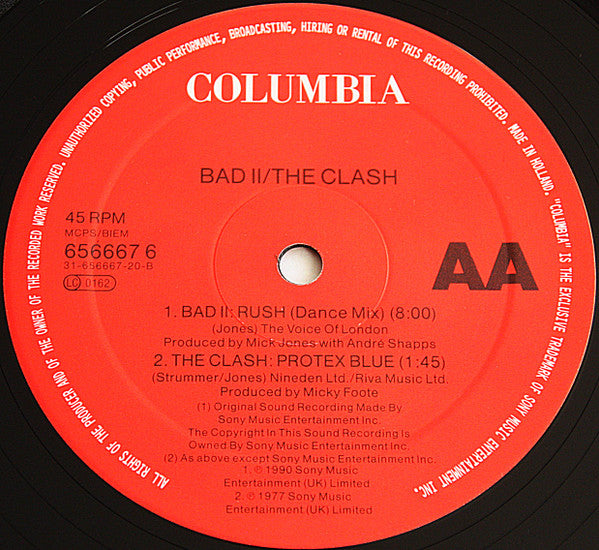 ALL RIGHTS OF THE PRODUCER AND OF THE OWNER OF THE RECORDED WORK RESERVED. UNAUTHORIZED COPYING, PUBLIC PERFORMANCE, BROADCASTING, HIRING OR RENTAL OF THIS RECORDING PROHIBITED. MADE IN HOLLAND. "COLUMBIA" IS THE EXCLUSIVE TRADEMARK OF SONY MUSIC ENTERTAINMENT INC.
COLUMBIA
BAD II/THE CLASH
45 RPM
MCPS/BIEM
656667 6
31-656667-20-B
LC 0162
AA
1. BAD II: RUSH (Dance Mix) (8:00)
(Jones) The Voice Of London
Produced by Mick Jones with André Shapps
2. THE CLASH: PROTEX BLUE (1:45)
(Strummer/Jones) Nineden Ltd./Riva Music Ltd.
Produced by Micky Foote
(1) Original Sound Recording Made By
Sony Music Entertainment Inc.
The Copyright In This Sound Recording Is
Owned By Sony Music Entertainment Inc.
(2) As above except Sony Music Entertainment Inc.
1. ℗ 1990 Sony Music
Entertainment (UK) Limited
2. ℗ 1977 Sony Music
Entertainment (UK) Limited